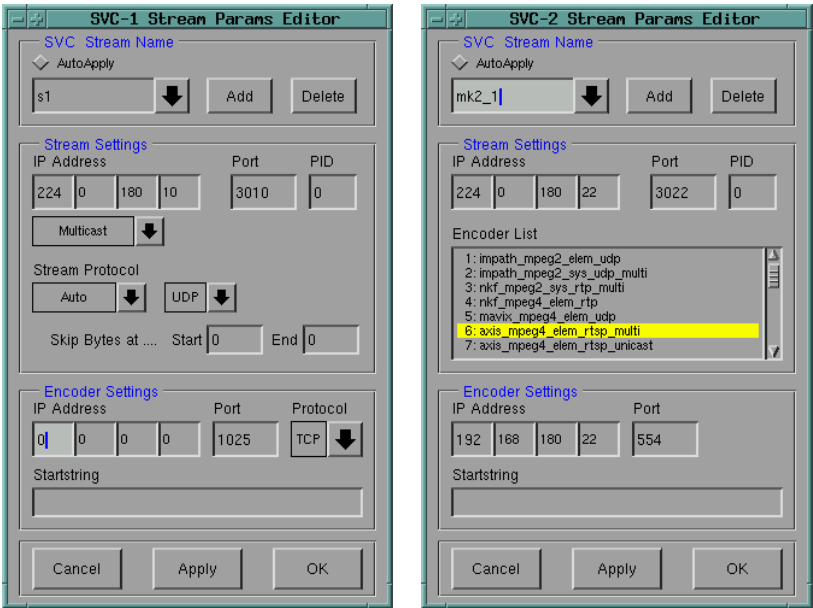 SVC-1 Stream Params Editor
SVC Stream Name
AutoApply
s1
Add
Delete
Stream Settings
IP Address Port PID
224 0 180 10 3010 0
Multicast
Stream Protocol
Auto UDP
Skip Bytes at .... Start 0 End 0
Encoder Settings
IP Address Port Protocol
0 0 0 0 1025 TCP
Startstring
Cancel Apply OK
SVC-2 Stream Params Editor
SVC Stream Name
AutoApply
mk2_1
Add
Delete
Stream Settings
IP Address Port PID
224 0 180 22 3022 0
Encoder List
1: impath_mpeg2_elem_udp
2: impath_mpeg2_sys_udp_multi
3: nkf_mpeg2_sys_rtp_multi
4: nkf_mpeg4_elem_rtp
5: mavix_mpeg4_elem_udp
6: axis_mpeg4_elem_rtsp_multi
7: axis_mpeg4_elem_rtsp_unicast
Encoder Settings
IP Address Port
192 168 180 22 554
Startstring
Cancel Apply OK